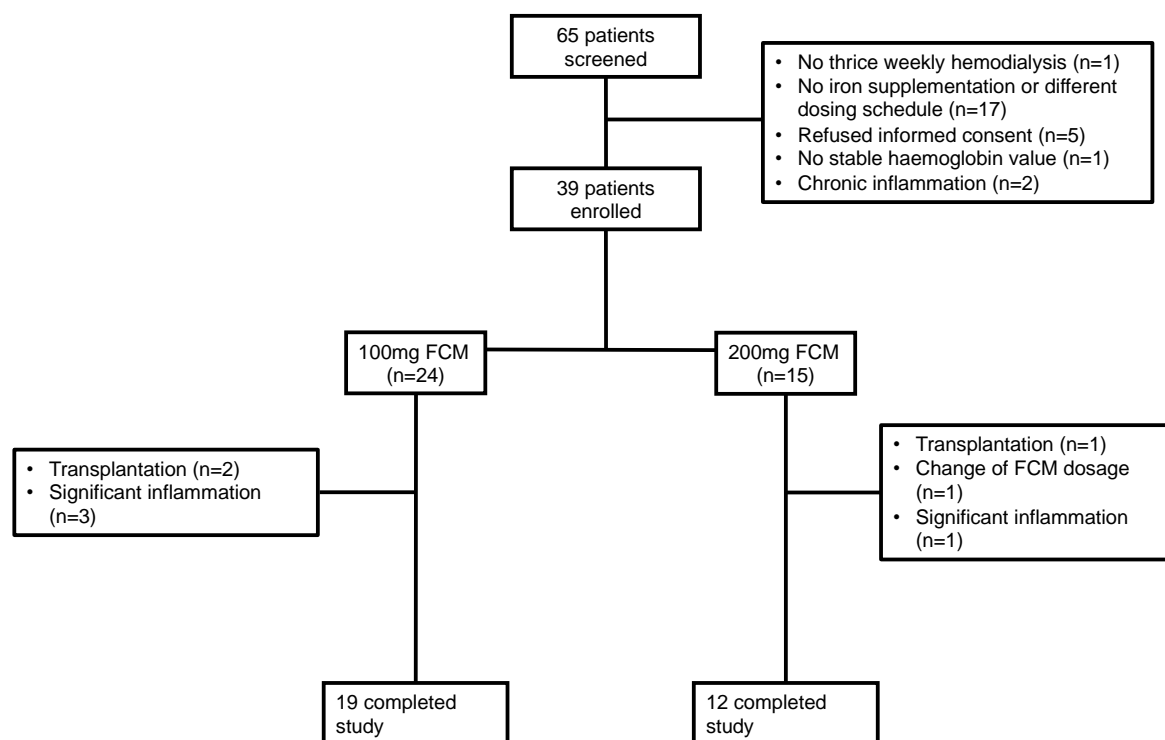 65 patients
screened
• No thrice weekly hemodialysis (n=1)
• No iron supplementation or different
dosing schedule (n=17)
• Refused informed consent (n=5)
• No stable haemoglobin value (n=1)
• Chronic inflammation (n=2)
39 patients
enrolled
100mg FCM
(n=24)
200mg FCM
(n=15)
• Transplantation (n=2)
• Significant inflammation
(n=3)
• Transplantation (n=1)
• Change of FCM dosage
(n=1)
• Significant inflammation
(n=1)
19 completed
study
12 completed
study